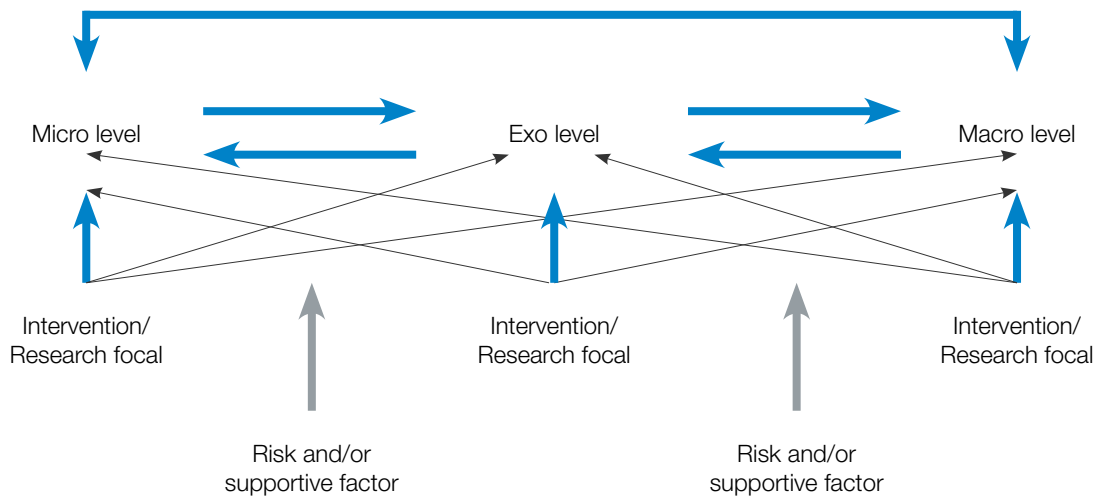 Micro level
Exo level
Macro level
Intervention/
Research focal
Intervention/
Research focal
Intervention/
Research focal
Risk and/or
supportive factor
Risk and/or
supportive factor